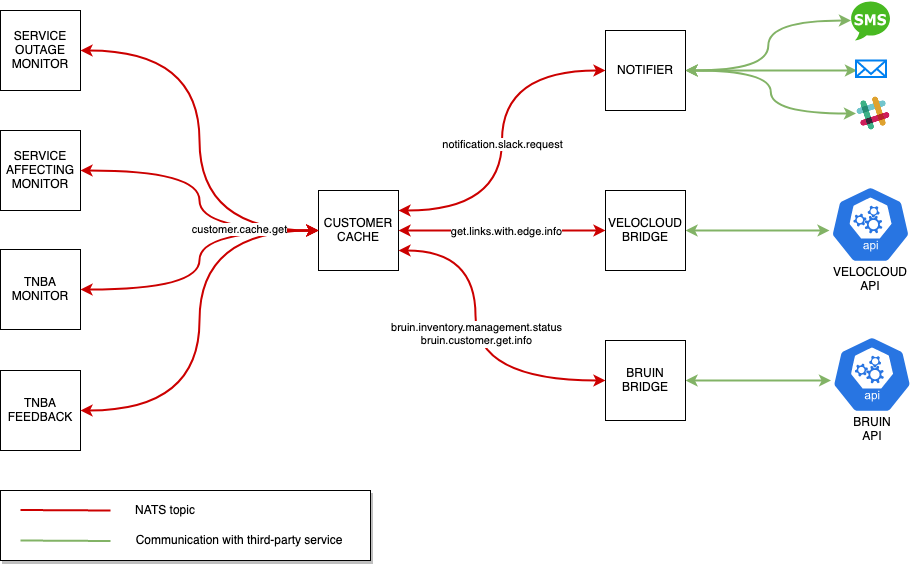 SERVICE
OUTAGE
MONITOR
SERVICE
AFFECTING
MONITOR
TNBA
MONITOR
TNBA
FEEDBACK
customer.cache.get
CUSTOMER
CACHE
notification.slack.request
get.links.with.edge.info
bruin.inventory.management.status
bruin.customer.get.info
NOTIFIER
VELOCLOUD
BRIDGE
BRUIN
BRIDGE
SMS
api
VELOCLOUD
API
api
BRUIN
API
NATS topic
Communication with third-party service